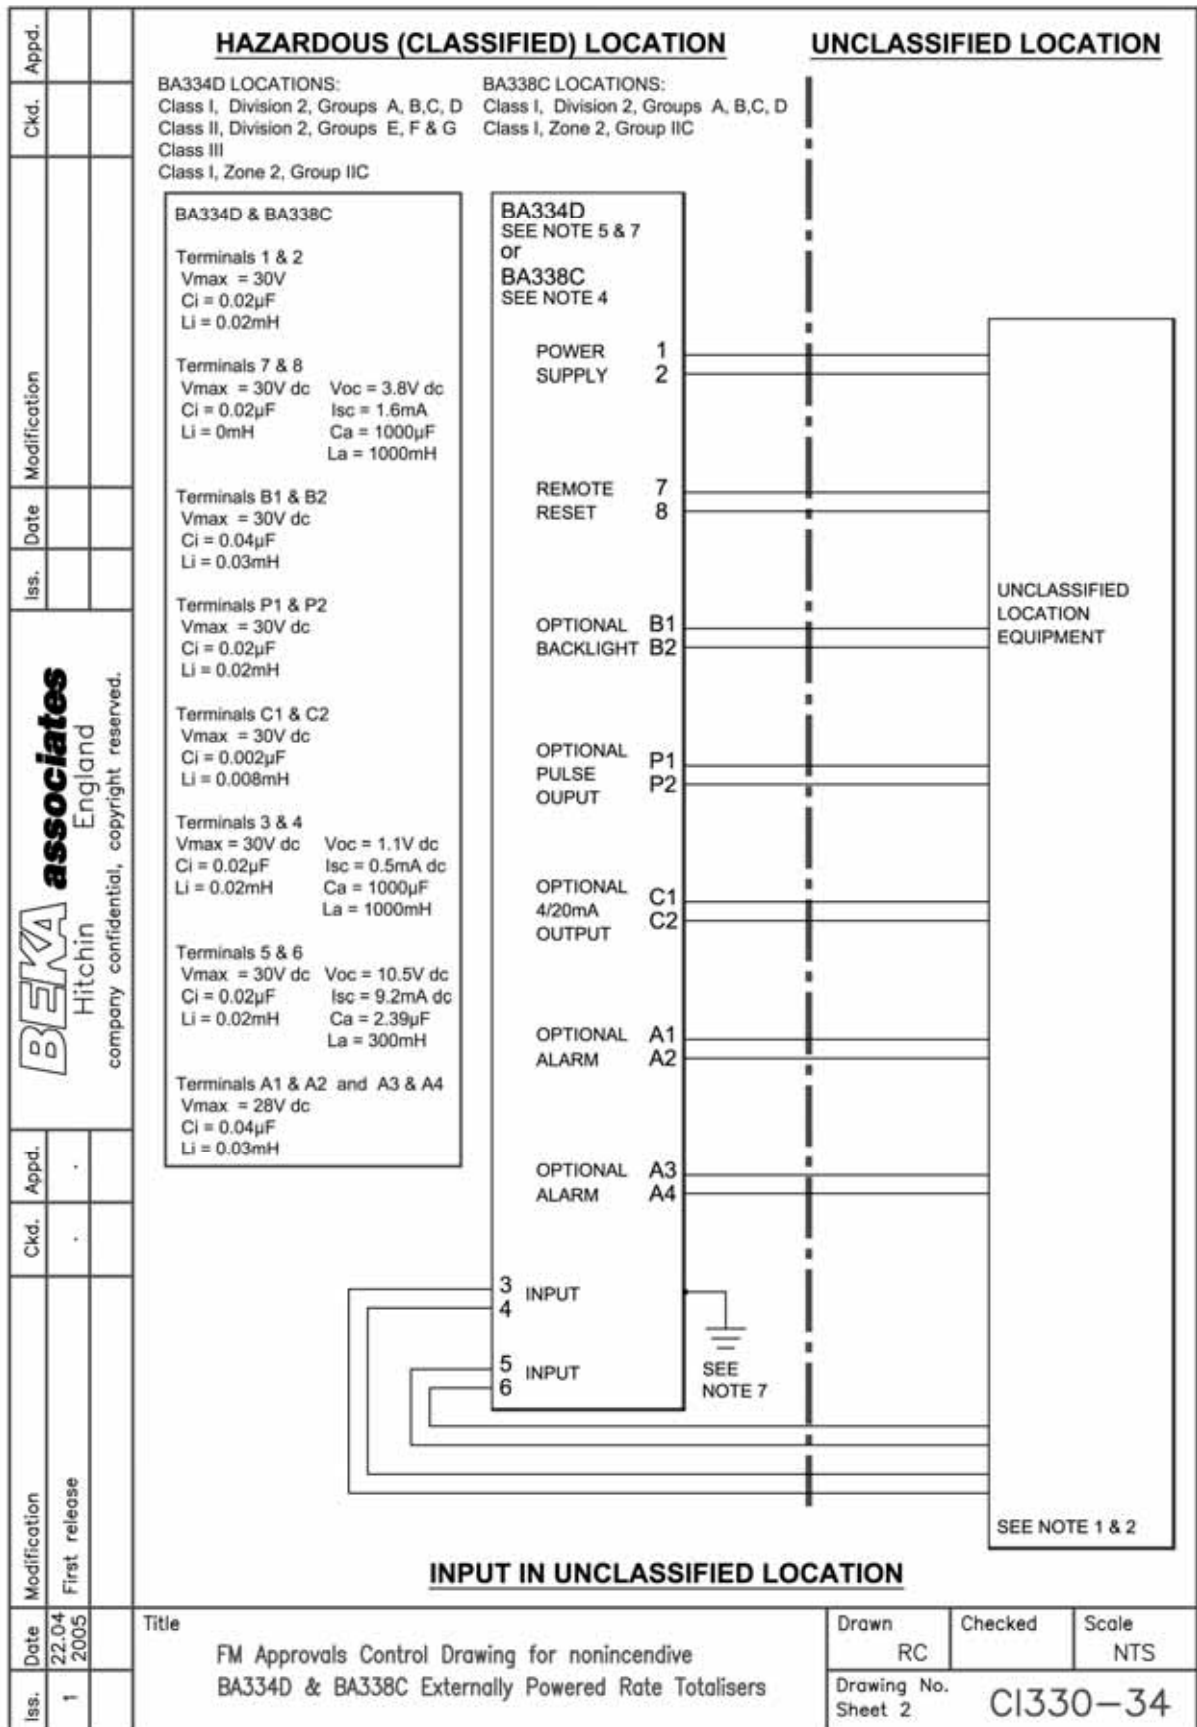 HAZARDOUS (CLASSIFIED) LOCATION
UNCLASSIFIED LOCATION
BA334D LOCATIONS:
Class I, Division 2, Groups A, B,C, D
Class II, Division 2, Groups E, F & G
Class III
Class I, Zone 2, Group IIC
BA338C LOCATIONS:
Class I, Division 2, Groups A, B,C, D
Class I, Zone 2, Group IIC
BA334D & BA338C
Terminals 1 & 2
Vmax = 30V
Ci = 0.02µF
Li = 0.02mH
Terminals 7 & 8
Vmax = 30V dc Voc = 3.8V dc
Ci = 0.02µF Isc = 1.6mA
Li = 0mH Ca = 1000µF
La = 1000mH
Terminals B1 & B2
Vmax = 30V dc
Ci = 0.04µF
Li = 0.03mH
Terminals P1 & P2
Vmax = 30V dc
Ci = 0.02µF
Li = 0.02mH
Terminals C1 & C2
Vmax = 30V dc
Ci = 0.002µF
Li = 0.008mH
Terminals 3 & 4
Vmax = 30V dc Voc = 1.1V dc
Ci = 0.02µF Isc = 0.5mA dc
Li = 0.02mH Ca = 1000µF
La = 1000mH
Terminals 5 & 6
Vmax = 30V dc Voc = 10.5V dc
Ci = 0.02µF Isc = 9.2mA dc
Li = 0.02mH Ca = 2.39µF
La = 300mH
Terminals A1 & A2 and A3 & A4
Vmax = 28V dc
Ci = 0.04µF
Li = 0.03mH
BA334D
SEE NOTE 5 & 7
or
BA338C
SEE NOTE 4
POWER 1
SUPPLY 2
REMOTE 7
RESET 8
OPTIONAL B1
BACKLIGHT B2
OPTIONAL P1
PULSE P2
OUPUT
OPTIONAL C1
4/20mA C2
OUTPUT
OPTIONAL A1
ALARM A2
OPTIONAL A3
ALARM A4
3 INPUT
4
5 INPUT
6
SEE
NOTE 7
UNCLASSIFIED
LOCATION
EQUIPMENT
SEE NOTE 1 & 2
INPUT IN UNCLASSIFIED LOCATION
Iss. Date Modification Ckd. Appd.
BEKA associates
Hitchin England
company confidential, copyright reserved.
Iss. Date Modification Ckd. Appd.
1 22.04 First release . .
2005
Title
FM Approvals Control Drawing for nonincendive
BA334D & BA338C Externally Powered Rate Totalisers
Drawn
RC
Checked
Scale
NTS
Drawing No.
Sheet 2
CI330-34